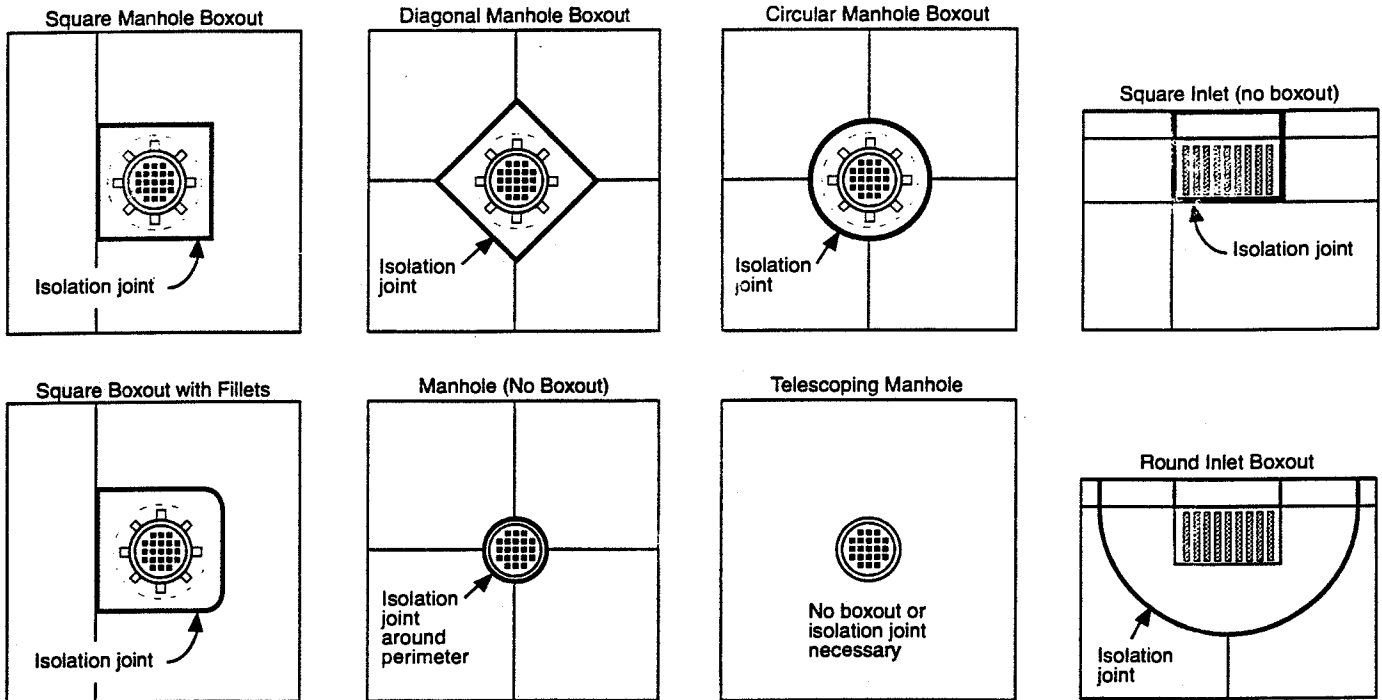 Square Manhole Boxout
Isolation joint
Diagonal Manhole Boxout
Isolation
joint
Circular Manhole Boxout
Isolation
joint
Square Inlet (no boxout)
Isolation joint
Square Boxout with Fillets
Isolation joint
Manhole (No Boxout)
Isolation
joint
around
perimeter
Telescoping Manhole
No boxout or
isolation joint
necessary
Round Inlet Boxout
Isolation
joint